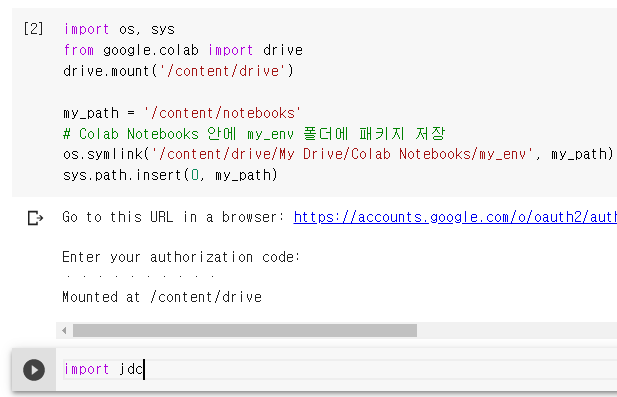 [2] import os, sys
from google.colab import drive
drive.mount('/content/drive')
my_path = '/content/notebooks'
# Colab Notebooks 안에 my_env 폴더에 패키지 저장
os.symlink('/content/drive/My Drive/Colab Notebooks/my_env', my_path)
sys.path.insert(0, my_path)
Go to this URL in a browser: https://accounts.google.com/o/oauth2/aut
Enter your authorization code:
··········
Mounted at /content/drive
import jdc